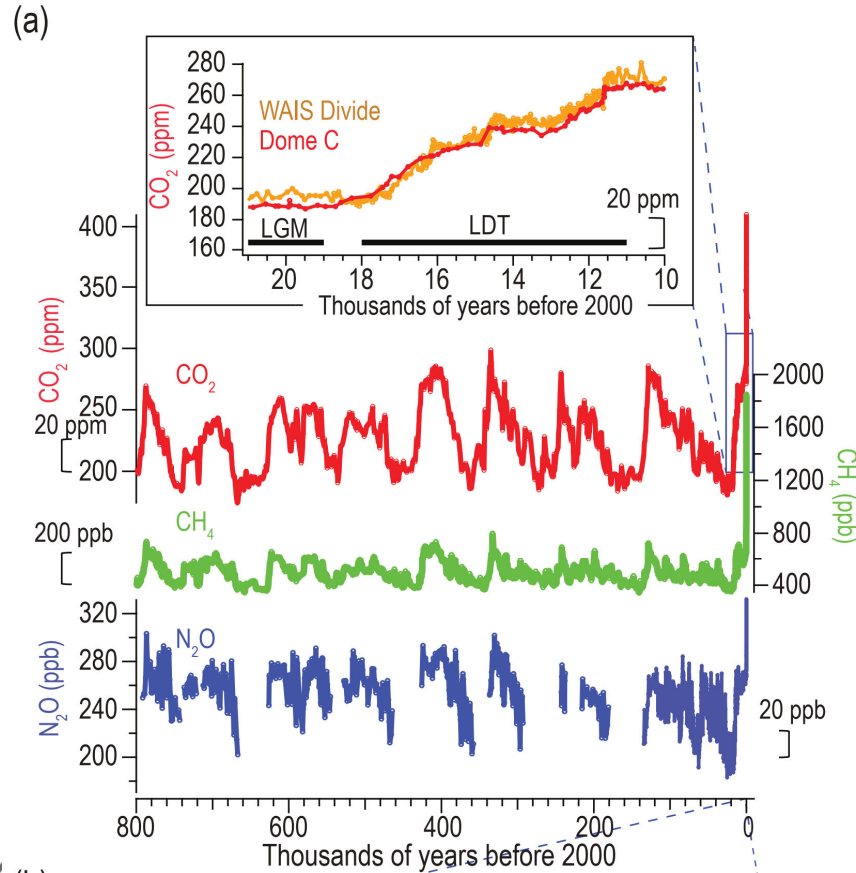 (a)
280
260
240
220
200
180
160
CO2 (ppm)
WAIS Divide
Dome C
20 ppm
LGM
LDT
20 18 16 14 12 10
Thousands of years before 2000
400
350
300
250
200
CO2 (ppm)
20 ppm
CO2
2000
1600
1200
800
400
CH4 (ppb)
200 ppb
CH4
320
280
240
200
N2O (ppb)
N2O
20 ppb
800 600 400 200 0
Thousands of years before 2000